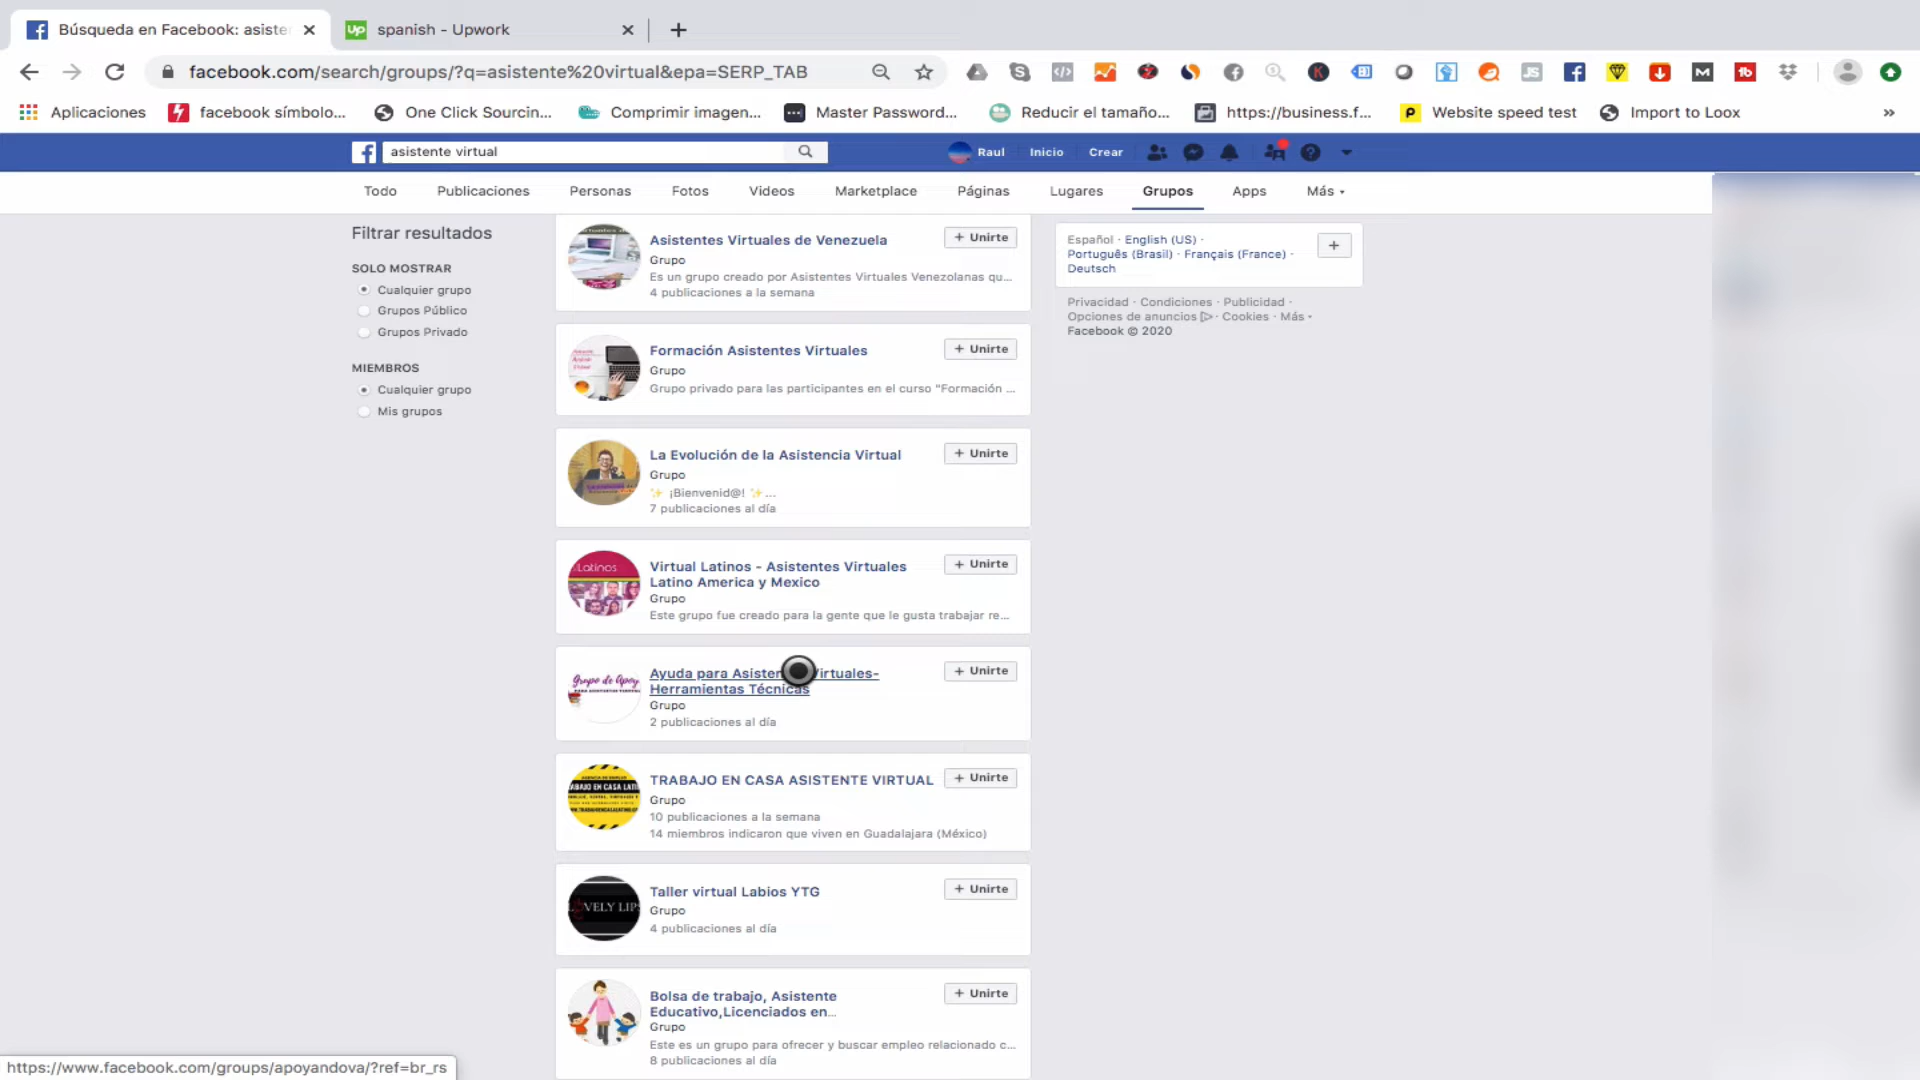 Búsqueda en Facebook: asiste
spanish - Upwork
facebook.com/search/groups/?q=asistente%20virtual&epa=SERP_TAB
Aplicaciones
facebook símbolo...
One Click Sourcin...
Comprimir imagen...
Master Password...
Reducir el tamaño...
https://business.f...
Website speed test
Import to Loox
asistente virtual
Raul
Inicio
Crear
Todo
Publicaciones
Personas
Fotos
Videos
Marketplace
Páginas
Lugares
Grupos
Apps
Más
Filtrar resultados
SOLO MOSTRAR
Cualquier grupo
Grupos Público
Grupos Privado
MIEMBROS
Cualquier grupo
Mis grupos
Asistentes Virtuales de Venezuela
+ Unirte
Grupo
Es un grupo creado por Asistentes Virtuales Venezolanas qu...
4 publicaciones a la semana
Formación Asistentes Virtuales
+ Unirte
Grupo
Grupo privado para las participantes en el curso "Formación ...
La Evolución de la Asistencia Virtual
+ Unirte
Grupo
✨ ¡Bienvenid@! ✨...
7 publicaciones al día
Latinos
Virtual Latinos - Asistentes Virtuales
Latino America y Mexico
+ Unirte
Grupo
Este grupo fue creado para la gente que le gusta trabajar re...
Grupo de Apoy
Ayuda para Asisten Virtuales-
Herramientas Técnicas
+ Unirte
Grupo
2 publicaciones al día
TRABAJO EN CASA ASISTENTE VIRTUAL
+ Unirte
Grupo
10 publicaciones a la semana
14 miembros indicaron que viven en Guadalajara (México)
VELY LIPS
Taller virtual Labios YTG
+ Unirte
Grupo
4 publicaciones al día
Bolsa de trabajo, Asistente
Educativo,Licenciados en...
+ Unirte
Grupo
Este es un grupo para ofrecer y buscar empleo relacionado c...
8 publicaciones al día
Español · English (US) ·
Português (Brasil) · Français (France) ·
Deutsch
+
Privacidad · Condiciones · Publicidad ·
Opciones de anuncios · Cookies · Más
Facebook © 2020
https://www.facebook.com/groups/apoyandova/?ref=br_rs